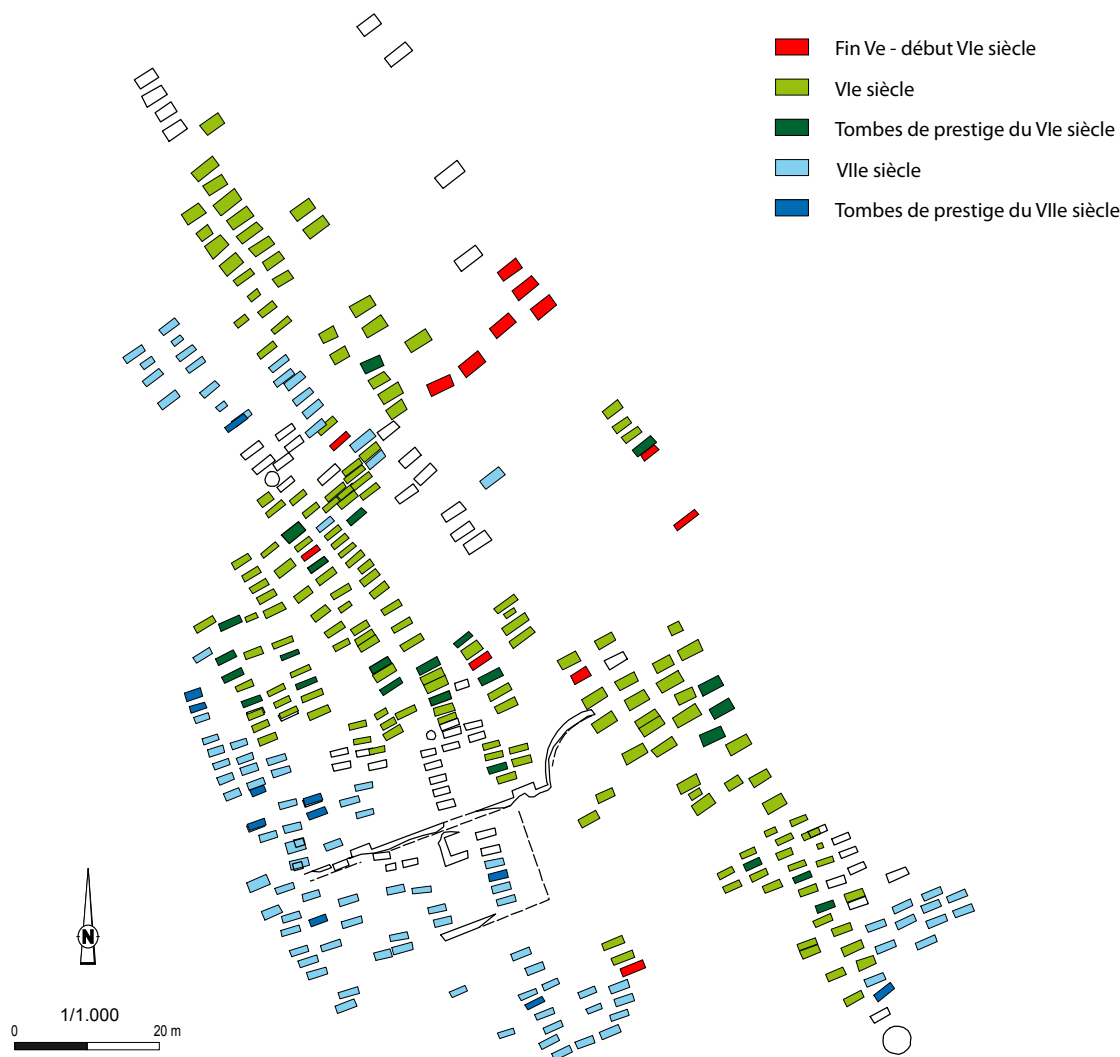 Fin Ve - début VIe siècle
VIe siècle
Tombes de prestige du VIe siècle
VIIe siècle
Tombes de prestige du VIIe siècle
N
1/1.000
0 20 m